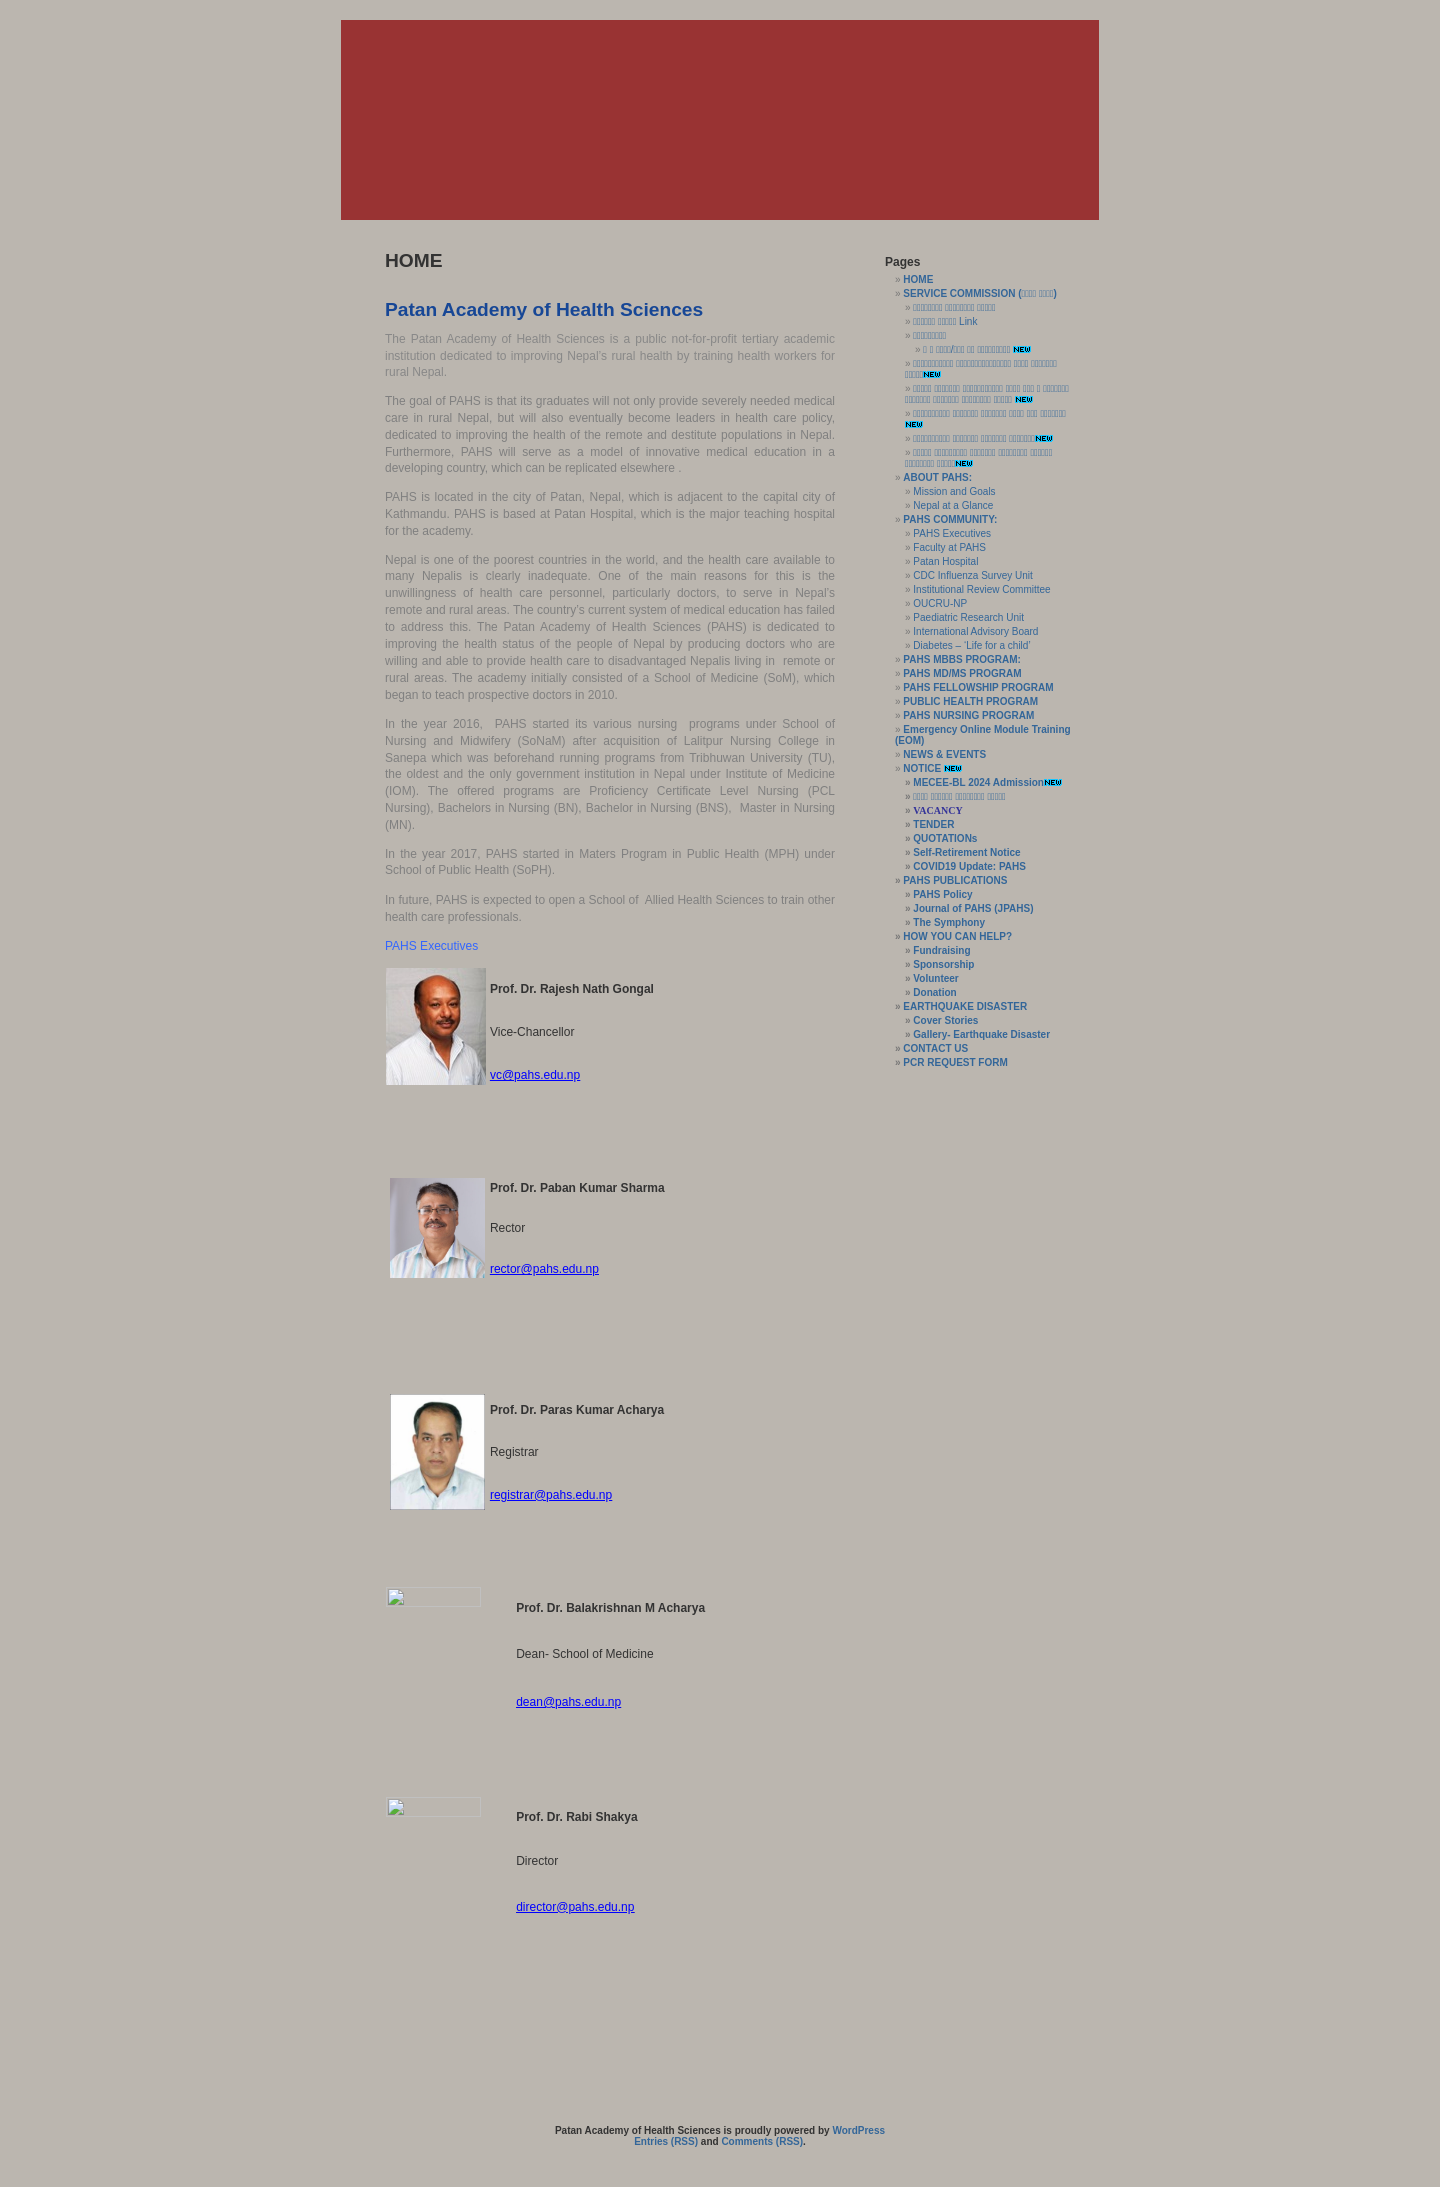 HOME
Patan Academy of Health Sciences
The Patan Academy of Health Sciences is a public not-for-profit tertiary academic
institution dedicated to improving Nepal's rural health by training health workers for
rural Nepal.
The goal of PAHS is that its graduates will not only provide severely needed medical
care in rural Nepal, but will also eventually become leaders in health care policy,
dedicated to improving the health of the remote and destitute populations in Nepal.
Furthermore, PAHS will serve as a model of innovative medical education in a
developing country, which can be replicated elsewhere .
PAHS is located in the city of Patan, Nepal, which is adjacent to the capital city of
Kathmandu. PAHS is based at Patan Hospital, which is the major teaching hospital
for the academy.
Nepal is one of the poorest countries in the world, and the health care available to
many Nepalis is clearly inadequate. One of the main reasons for this is the
unwillingness of health care personnel, particularly doctors, to serve in Nepal's
remote and rural areas. The country's current system of medical education has failed
to address this. The Patan Academy of Health Sciences (PAHS) is dedicated to
improving the health status of the people of Nepal by producing doctors who are
willing and able to provide health care to disadvantaged Nepalis living in remote or
rural areas. The academy initially consisted of a School of Medicine (SoM), which
began to teach prospective doctors in 2010.
In the year 2016, PAHS started its various nursing programs under School of
Nursing and Midwifery (SoNaM) after acquisition of Lalitpur Nursing College in
Sanepa which was beforehand running programs from Tribhuwan University (TU),
the oldest and the only government institution in Nepal under Institute of Medicine
(IOM). The offered programs are Proficiency Certificate Level Nursing (PCL
Nursing), Bachelors in Nursing (BN), Bachelor in Nursing (BNS), Master in Nursing
(MN).
In the year 2017, PAHS started in Maters Program in Public Health (MPH) under
School of Public Health (SoPH).
In future, PAHS is expected to open a School of Allied Health Sciences to train other
health care professionals.
PAHS Executives
Prof. Dr. Rajesh Nath Gongal
Vice-Chancellor
vc@pahs.edu.np
Prof. Dr. Paban Kumar Sharma
Rector
rector@pahs.edu.np
Prof. Dr. Paras Kumar Acharya
Registrar
registrar@pahs.edu.np
Prof. Dr. Balakrishnan M Acharya
Dean- School of Medicine
dean@pahs.edu.np
Prof. Dr. Rabi Shakya
Director
director@pahs.edu.np
Pages
» HOME
» SERVICE COMMISSION
» Link
NEW
NEW
NEW
NEW
NEW
NEW
» ABOUT PAHS:
» Mission and Goals
» Nepal at a Glance
» PAHS COMMUNITY:
» PAHS Executives
» Faculty at PAHS
» Patan Hospital
» CDC Influenza Survey Unit
» Institutional Review Committee
» OUCRU-NP
» Paediatric Research Unit
» International Advisory Board
» Diabetes – 'Life for a child'
» PAHS MBBS PROGRAM:
» PAHS MD/MS PROGRAM
» PAHS FELLOWSHIP PROGRAM
» PUBLIC HEALTH PROGRAM
» PAHS NURSING PROGRAM
» Emergency Online Module Training
(EOM)
» NEWS & EVENTS
» NOTICE NEW
» MECEE-BL 2024 Admission NEW
» VACANCY
» TENDER
» QUOTATIONs
» Self-Retirement Notice
» COVID19 Update: PAHS
» PAHS PUBLICATIONS
» PAHS Policy
» Journal of PAHS (JPAHS)
» The Symphony
» HOW YOU CAN HELP?
» Fundraising
» Sponsorship
» Volunteer
» Donation
» EARTHQUAKE DISASTER
» Cover Stories
» Gallery- Earthquake Disaster
» CONTACT US
» PCR REQUEST FORM
Patan Academy of Health Sciences is proudly powered by WordPress
Entries (RSS) and Comments (RSS).